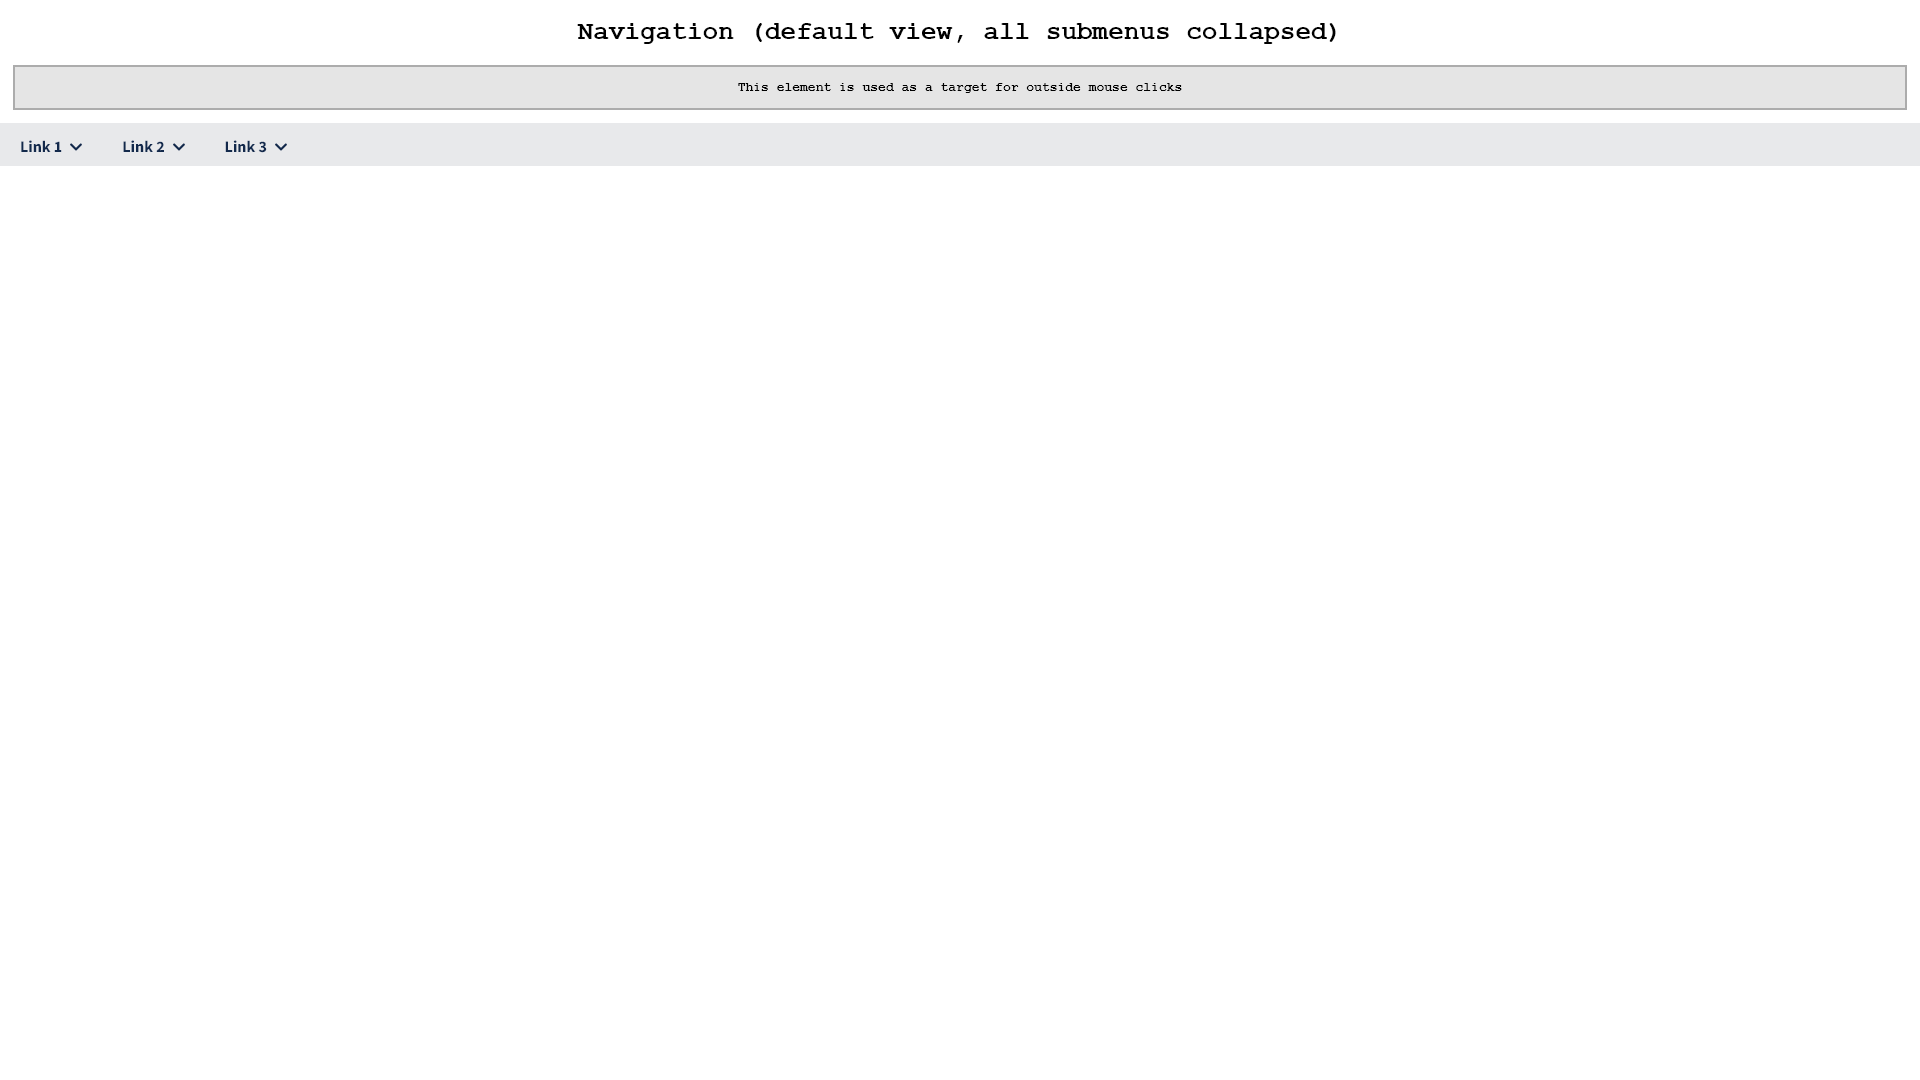 Navigation (default view, all submenus collapsed)
This element is used as a target for outside mouse clicks
Link 1 Link 2 Link 3